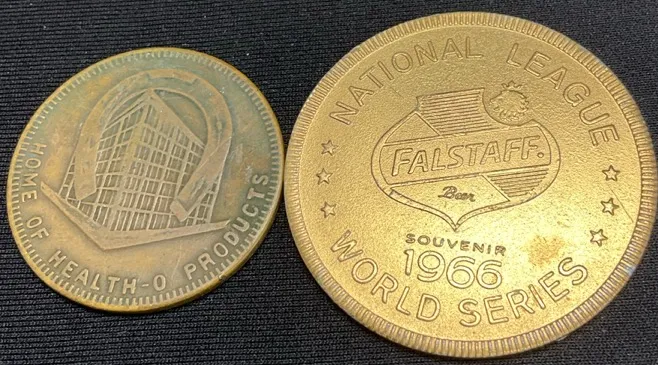 HOME OF HEALTH-O PRODUCTS
NATIONAL LEAGUE
FALSTAFF.
Beer
SOUVENIR
1966
WORLD SERIES